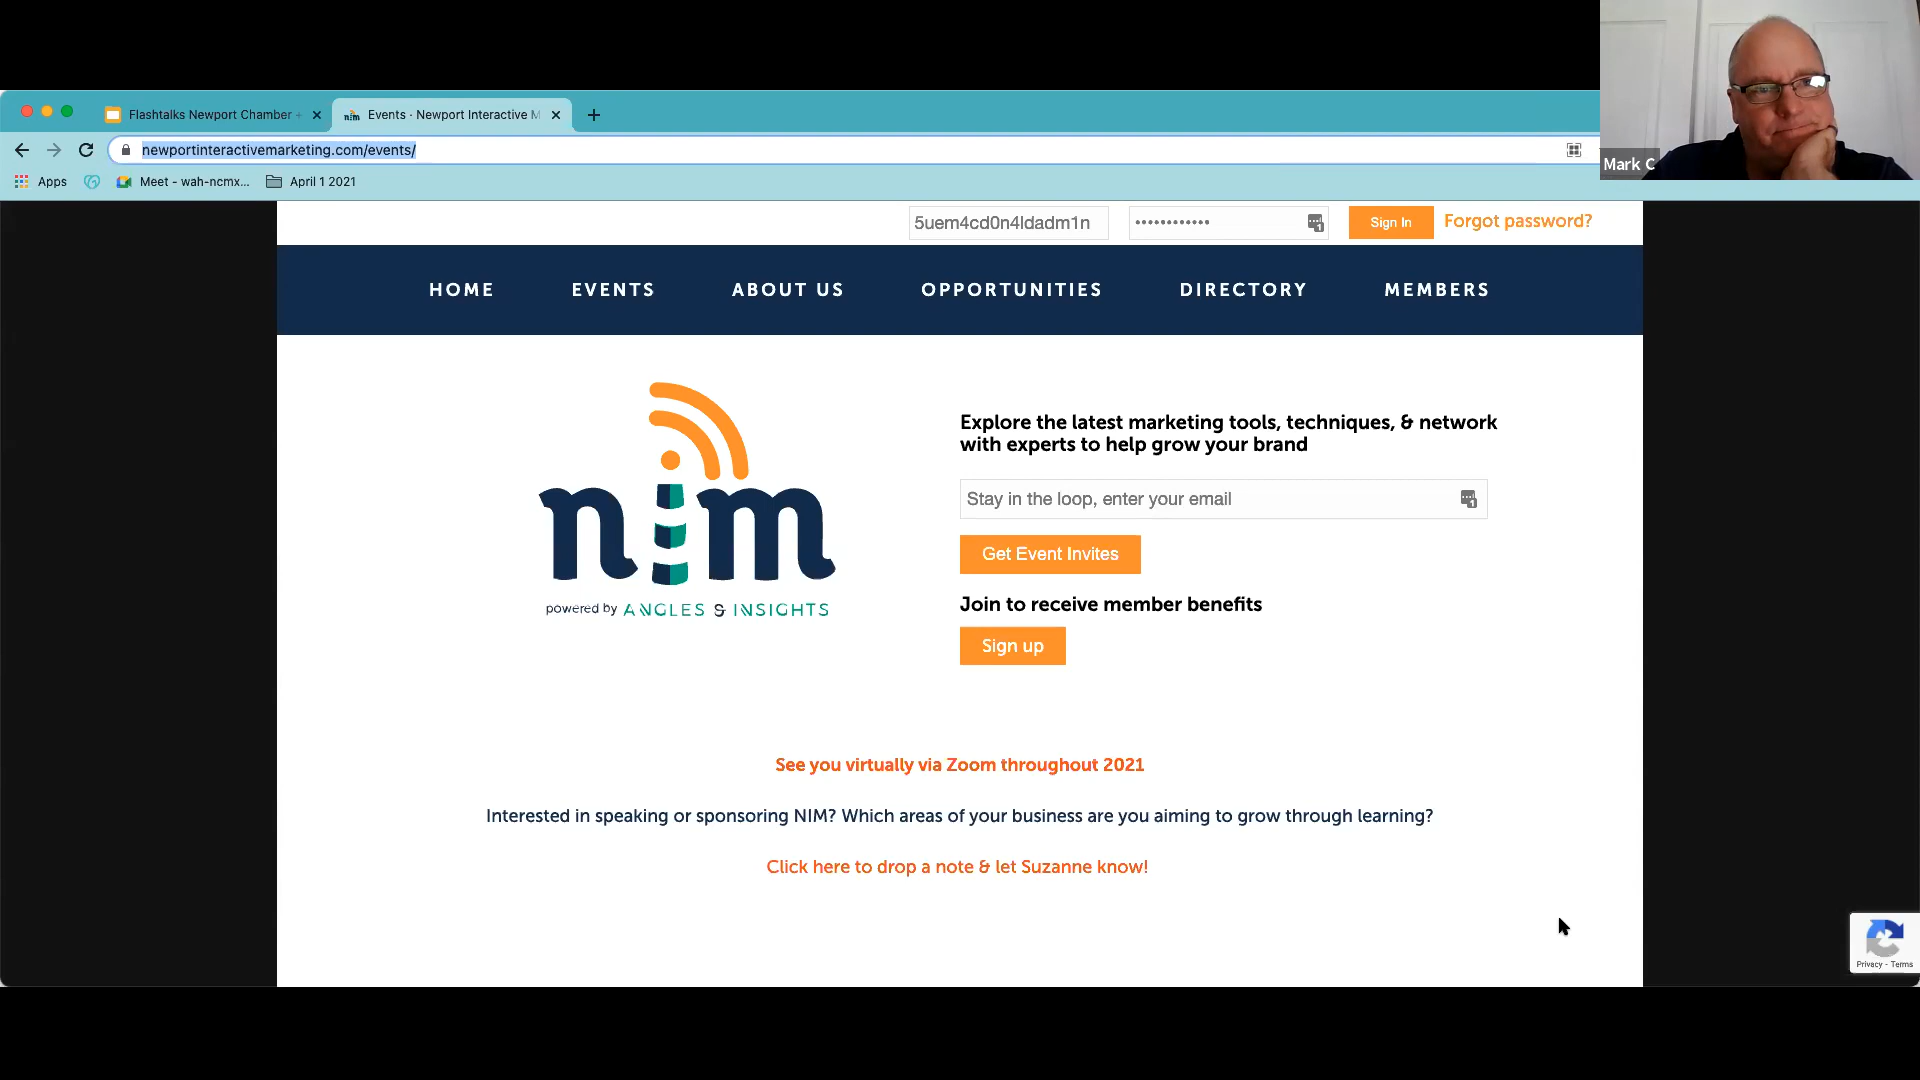 Flashtalks Newport Chamber +
Events · Newport Interactive M
newportinteractivemarketing.com/events/
Apps
Meet - wah-ncmx...
April 1 2021
Mark C
5uem4cd0n4ldadm1n
••••••••••••
Sign In
Forgot password?
HOME
EVENTS
ABOUT US
OPPORTUNITIES
DIRECTORY
MEMBERS
nim
powered by ANGLES & INSIGHTS
Explore the latest marketing tools, techniques, & network
with experts to help grow your brand
Stay in the loop, enter your email
Get Event Invites
Join to receive member benefits
Sign up
See you virtually via Zoom throughout 2021
Interested in speaking or sponsoring NIM? Which areas of your business are you aiming to grow through learning?
Click here to drop a note & let Suzanne know!
Privacy - Terms